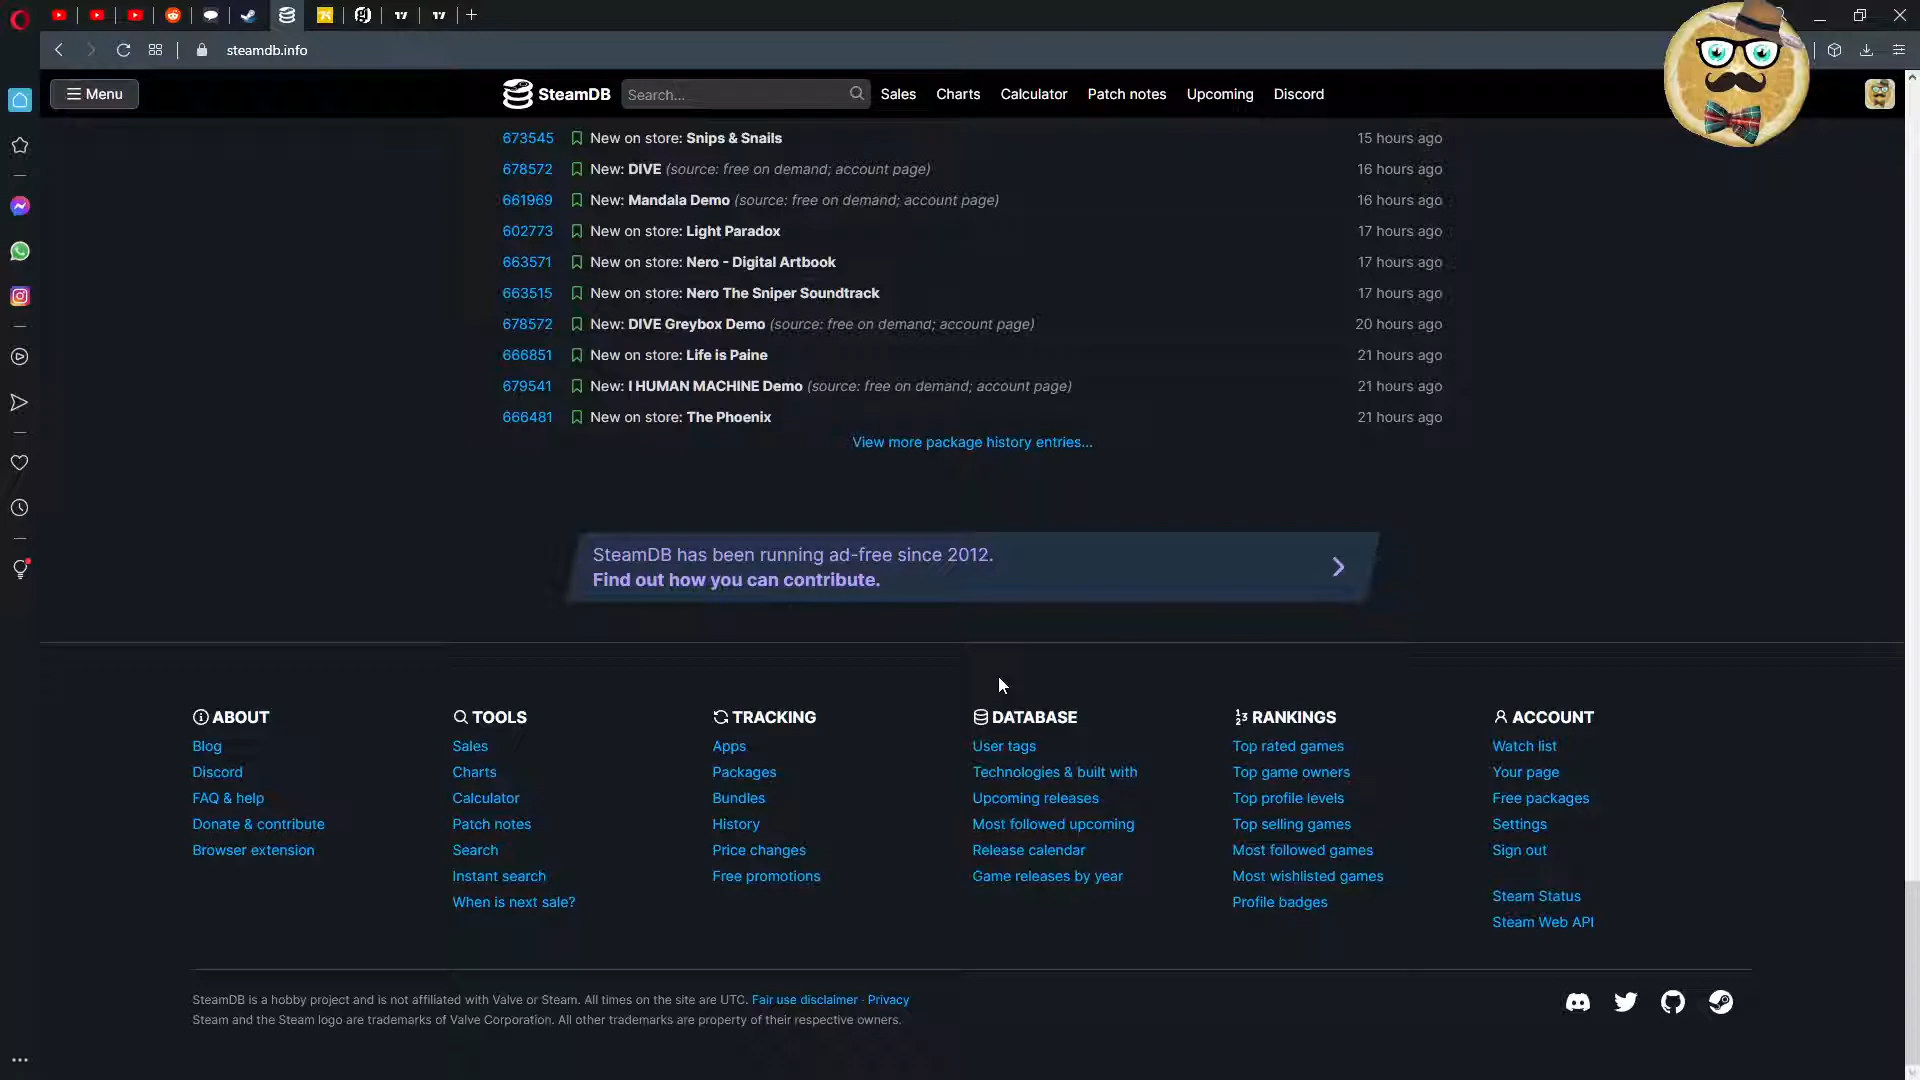 steamdb.info
Menu
SteamDB
Search...
Sales
Charts
Calculator
Patch notes
Upcoming
Discord
673545 New on store: Snips & Snails 15 hours ago
678572 New: DIVE (source: free on demand; account page) 16 hours ago
661969 New: Mandala Demo (source: free on demand; account page) 16 hours ago
602773 New on store: Light Paradox 17 hours ago
663571 New on store: Nero - Digital Artbook 17 hours ago
663515 New on store: Nero The Sniper Soundtrack 17 hours ago
678572 New: DIVE Greybox Demo (source: free on demand; account page) 20 hours ago
666851 New on store: Life is Paine 21 hours ago
679541 New: I HUMAN MACHINE Demo (source: free on demand; account page) 21 hours ago
666481 New on store: The Phoenix 21 hours ago
View more package history entries...
SteamDB has been running ad-free since 2012.
Find out how you can contribute.
ABOUT
Blog
Discord
FAQ & help
Donate & contribute
Browser extension
TOOLS
Sales
Charts
Calculator
Patch notes
Search
Instant search
When is next sale?
TRACKING
Apps
Packages
Bundles
History
Price changes
Free promotions
DATABASE
User tags
Technologies & built with
Upcoming releases
Most followed upcoming
Release calendar
Game releases by year
RANKINGS
Top rated games
Top game owners
Top profile levels
Top selling games
Most followed games
Most wishlisted games
Profile badges
ACCOUNT
Watch list
Your page
Free packages
Settings
Sign out
Steam Status
Steam Web API
SteamDB is a hobby project and is not affiliated with Valve or Steam. All times on the site are UTC. Fair use disclaimer · Privacy
Steam and the Steam logo are trademarks of Valve Corporation. All other trademarks are property of their respective owners.